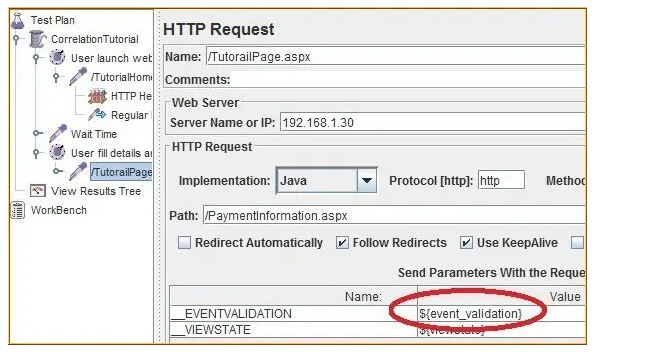 Test Plan
CorrelationTutorial
User launch web
/TutorialHom
HTTP He
Regular
Wait Time
User fill details a
/TutorailPage
View Results Tree
WorkBench
HTTP Request
Name: /TutorailPage.aspx
Comments:
Web Server
Server Name or IP: 192.168.1.30
HTTP Request
Implementation: Java Protocol [http]: http Metho
Path: /PaymentInformation.aspx
Redirect Automatically Follow Redirects Use KeepAlive
Send Parameters With the Reque
Name: Value
__EVENTVALIDATION ${event_validation}
__VIEWSTATE ${viewstate}